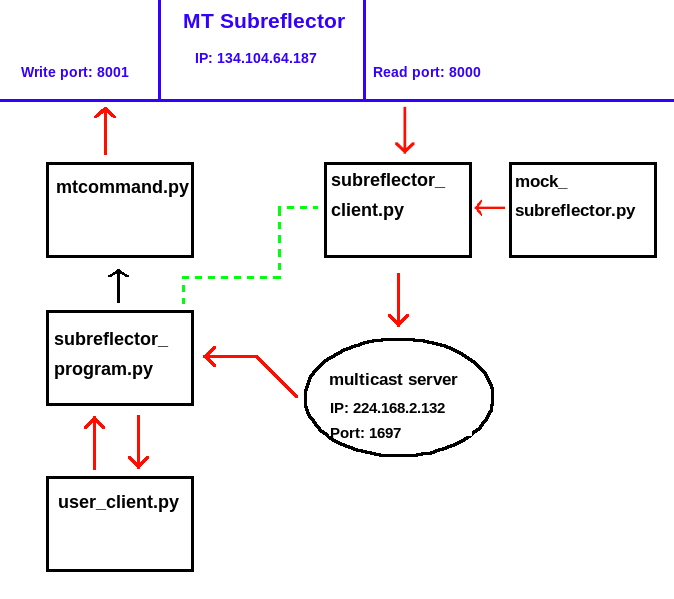 MT Subreflector
IP: 134.104.64.187
Write port: 8001
Read port: 8000
mtcommand.py
subreflector_
client.py
mock_
subreflector.py
subreflector_
program.py
multicast server
IP: 224.168.2.132
Port: 1697
user_client.py